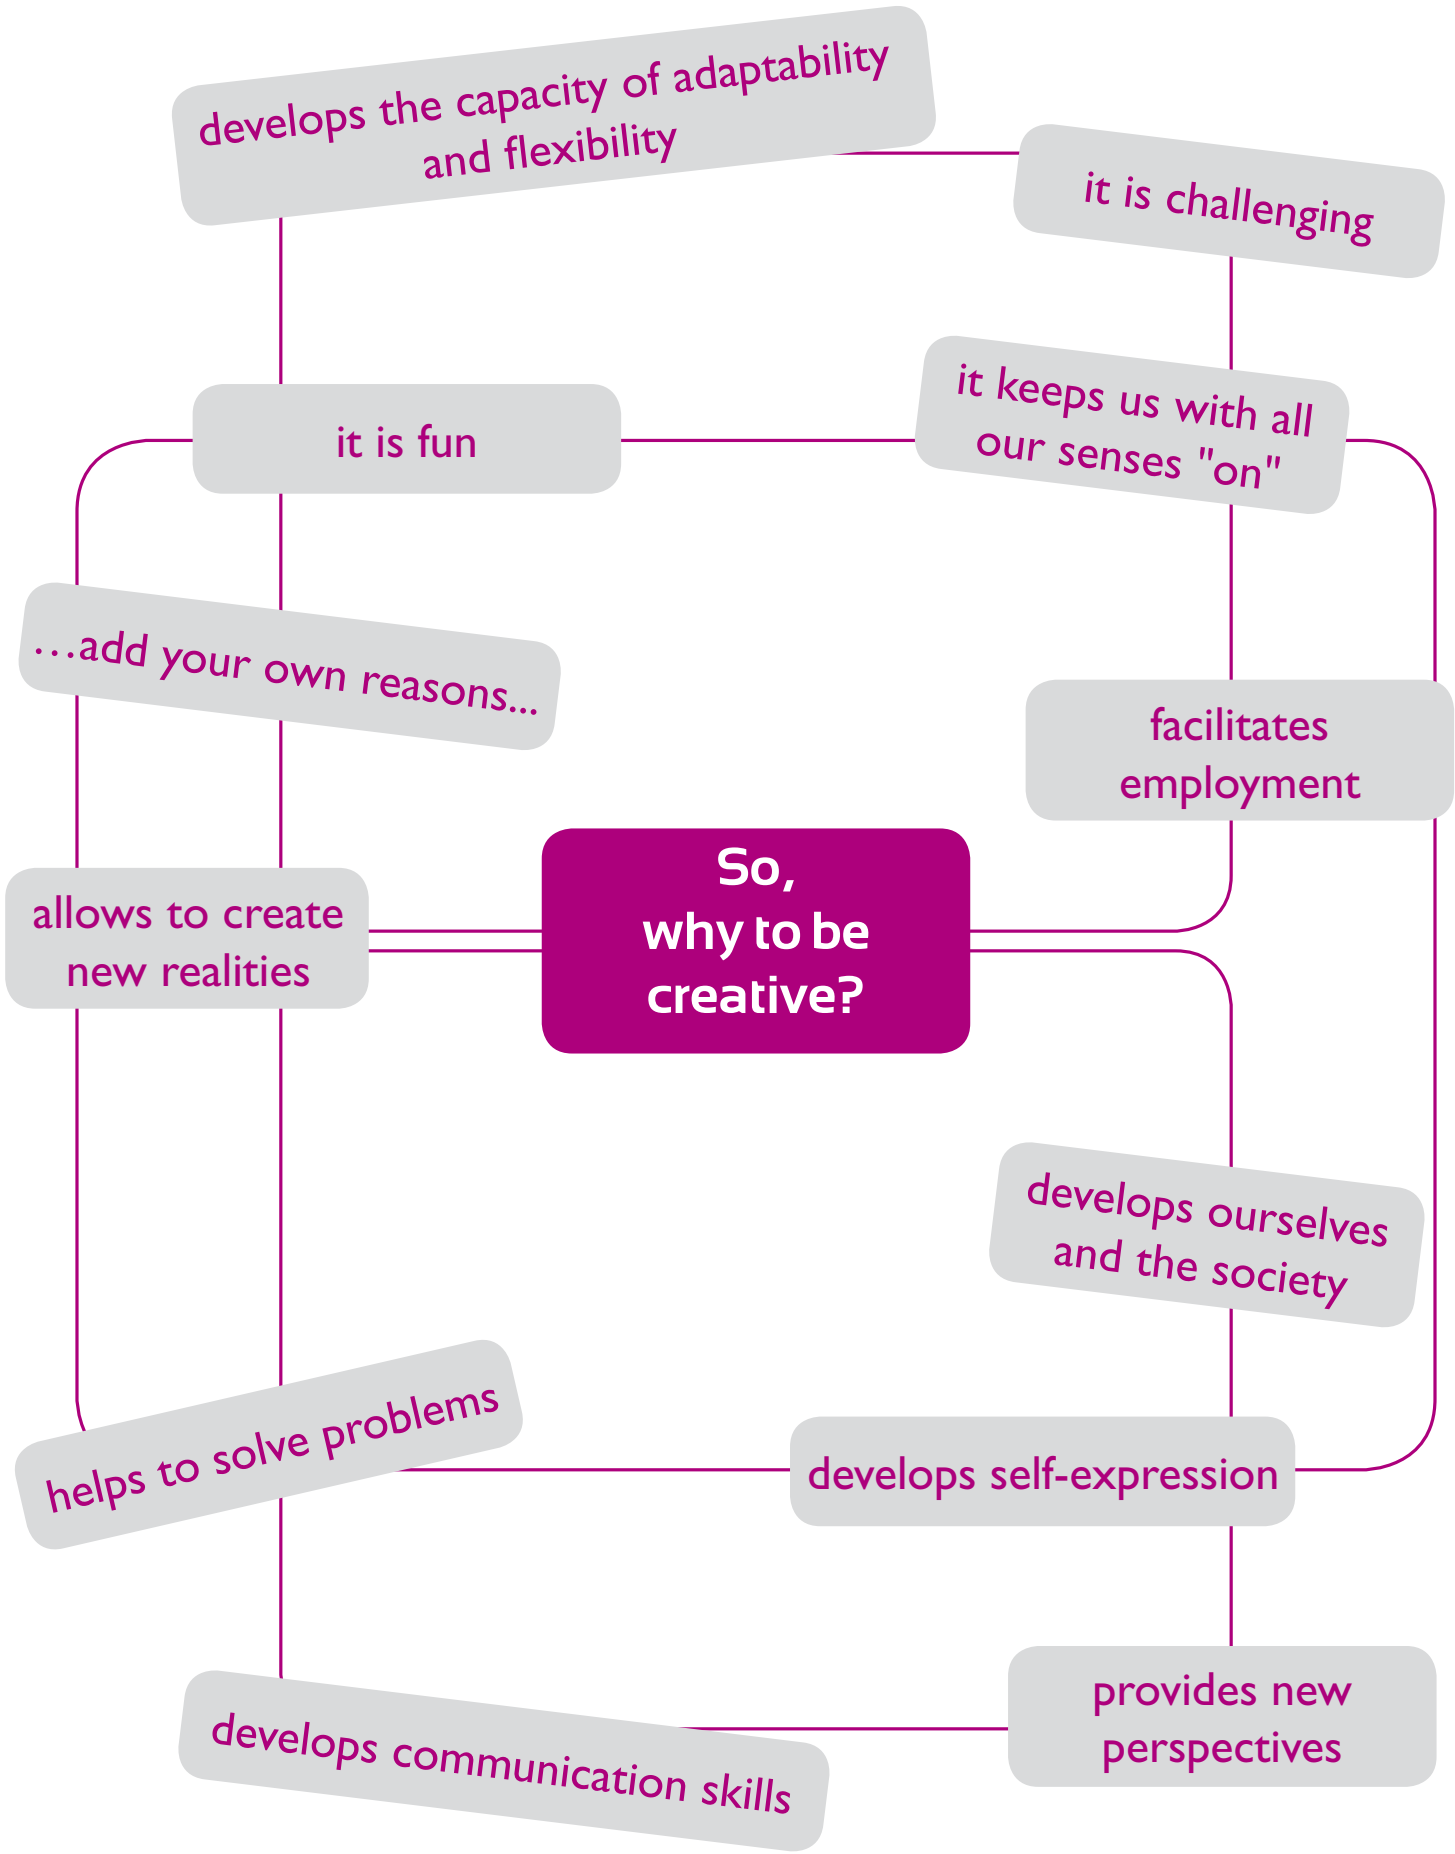 develops the capacity of adaptability
and flexibility
it is challenging
it keeps us with all
our senses "on"
it is fun
...add your own reasons...
facilitates
employment
So,
why to be
creative?
allows to create
new realities
develops ourselves
and the society
helps to solve problems
develops self-expression
provides new
perspectives
develops communication skills